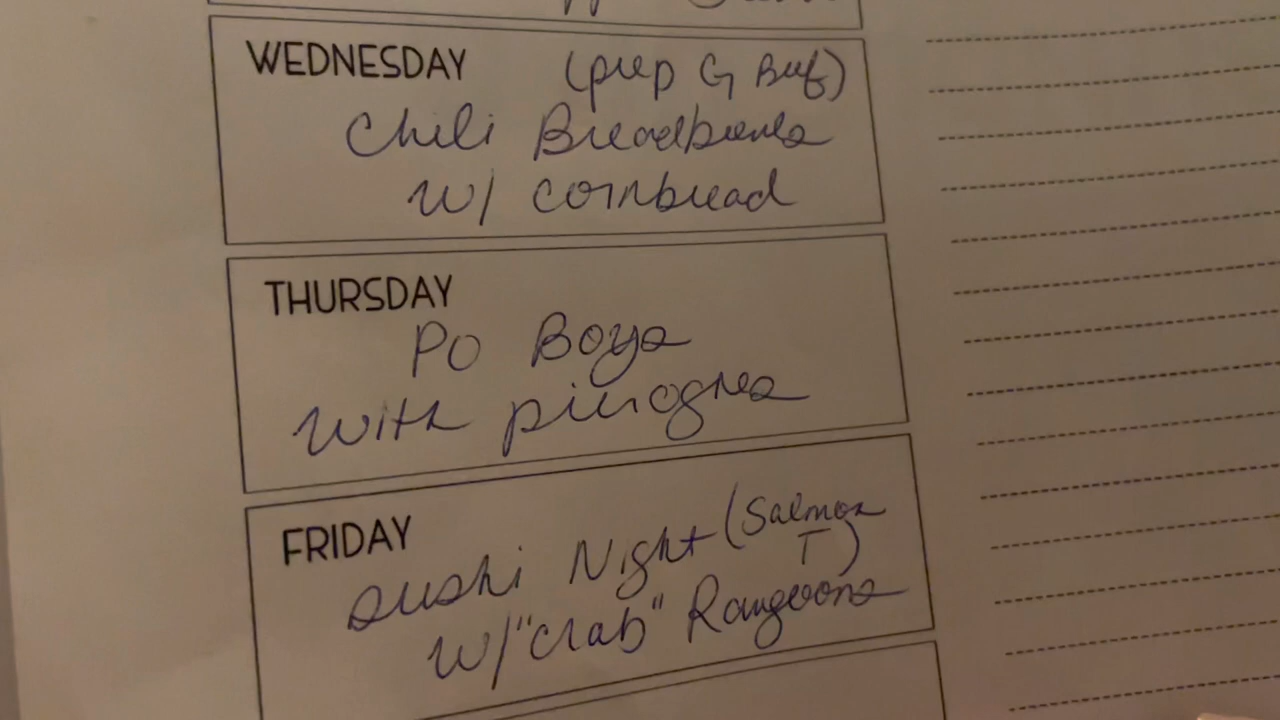 WEDNESDAY (prep G Beef)
Chili Breadbowls
w/ cornbread
THURSDAY
Po Boys
with pierogies
FRIDAY
Sushi Night (Salmon
T)
w/ "crab" Rangoons